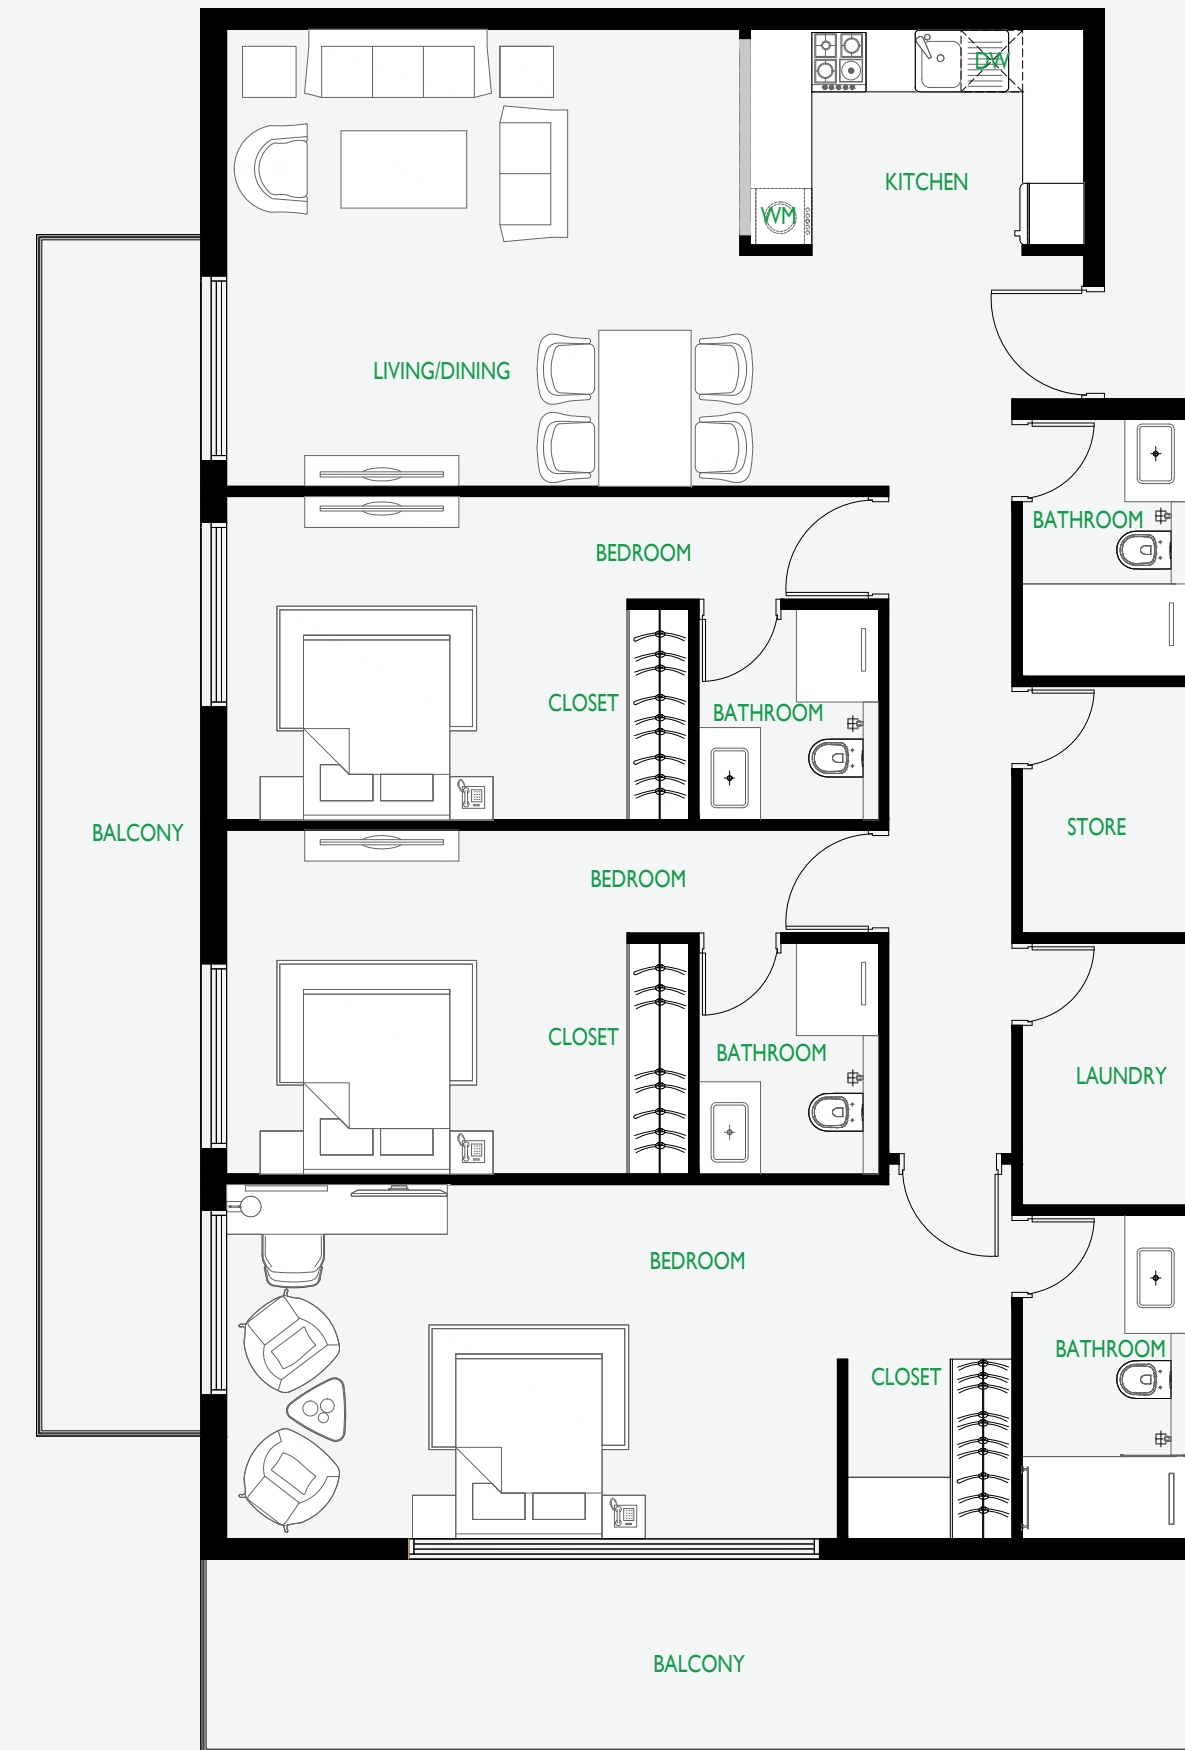 DW
KITCHEN
WM
LIVING/DINING
BATHROOM
BEDROOM
CLOSET
BATHROOM
STORE
BALCONY
BEDROOM
CLOSET
BATHROOM
LAUNDRY
BEDROOM
BATHROOM
CLOSET
BALCONY